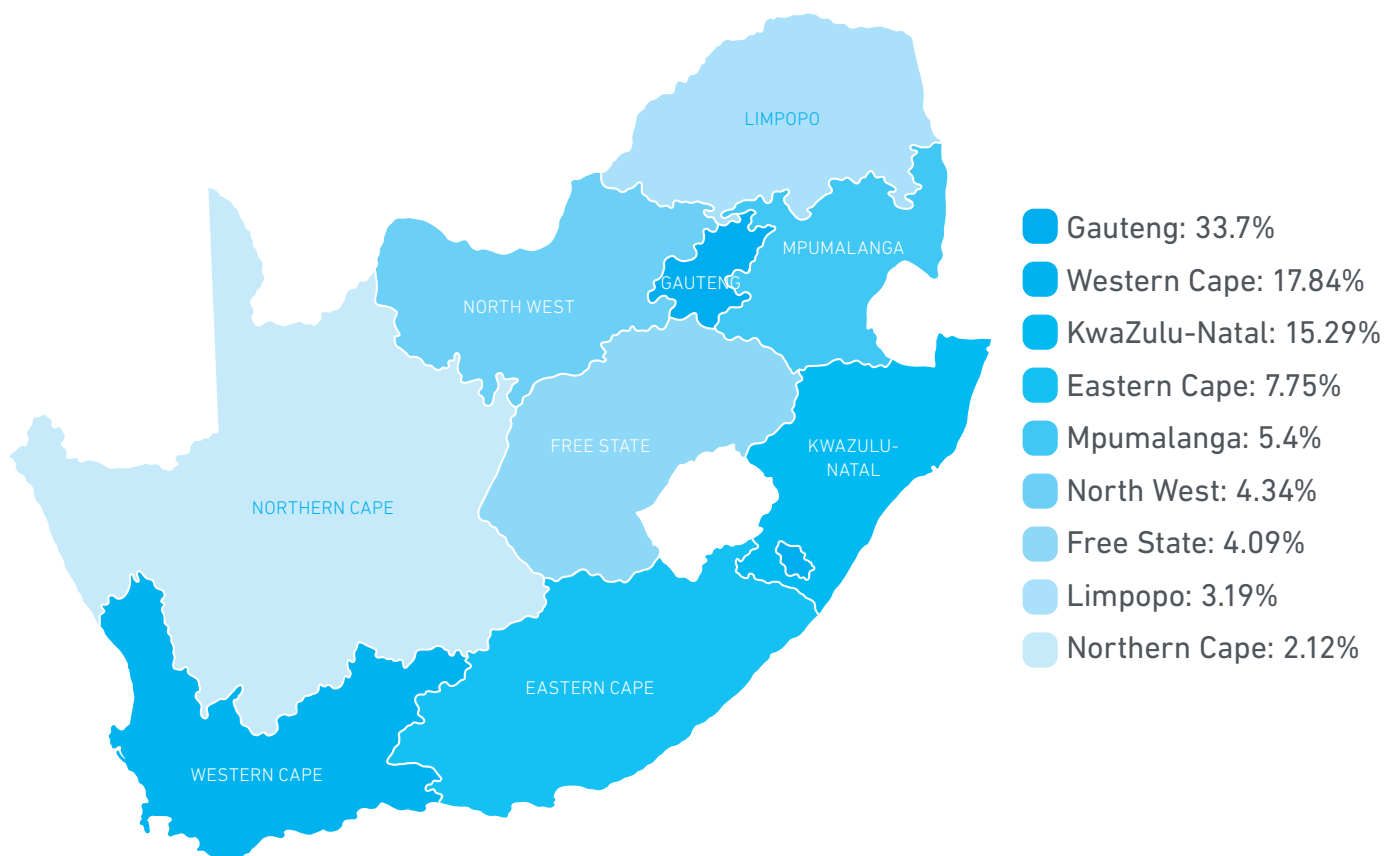 LIMPOPO
MPUMALANGA
GAUTENG
NORTH WEST
FREE STATE
KWAZULU-
NATAL
NORTHERN CAPE
EASTERN CAPE
WESTERN CAPE
Gauteng: 33.7%
Western Cape: 17.84%
KwaZulu-Natal: 15.29%
Eastern Cape: 7.75%
Mpumalanga: 5.4%
North West: 4.34%
Free State: 4.09%
Limpopo: 3.19%
Northern Cape: 2.12%